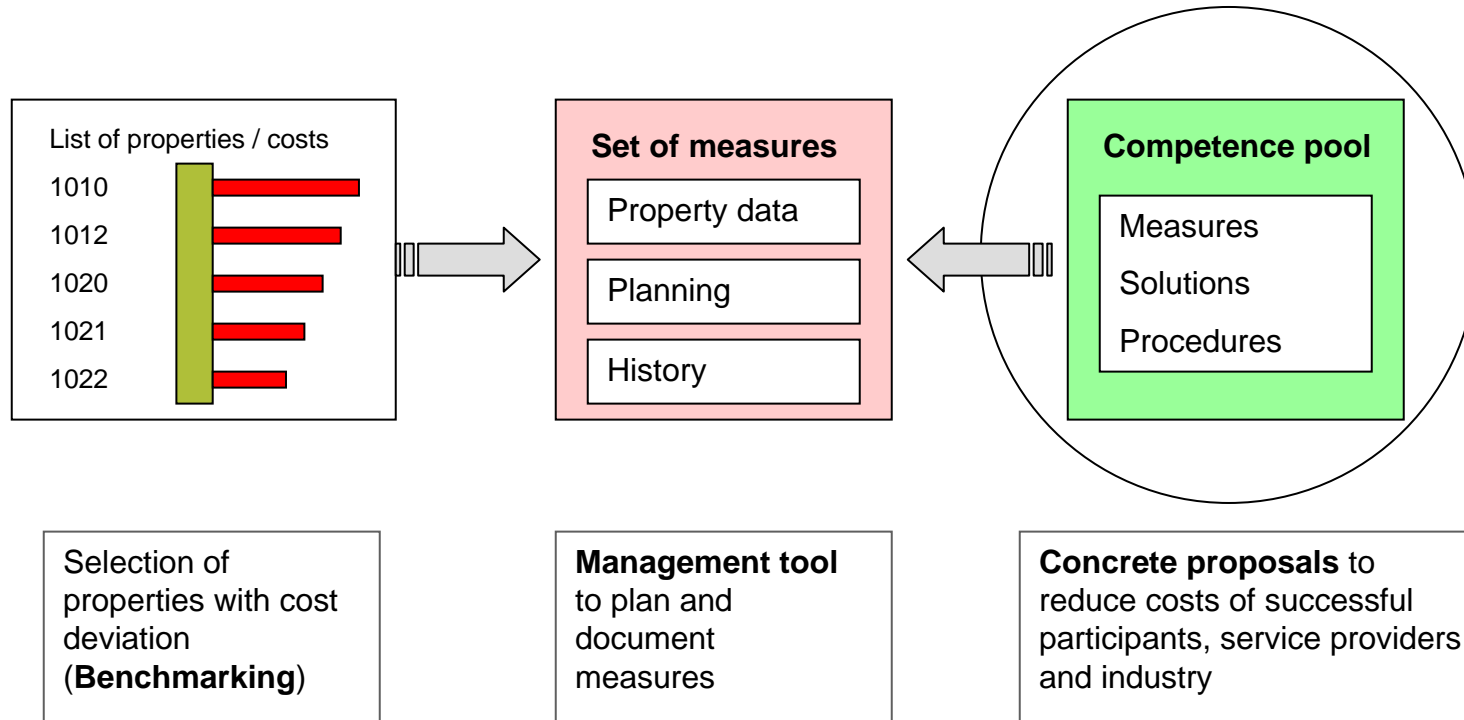 List of properties / costs
1010
1012
1020
1021
1022
Set of measures
Property data
Planning
History
Competence pool
Measures
Solutions
Procedures
Selection of
properties with cost
deviation
(Benchmarking)
Management tool
to plan and
document
measures
Concrete proposals to
reduce costs of successful
participants, service providers
and industry